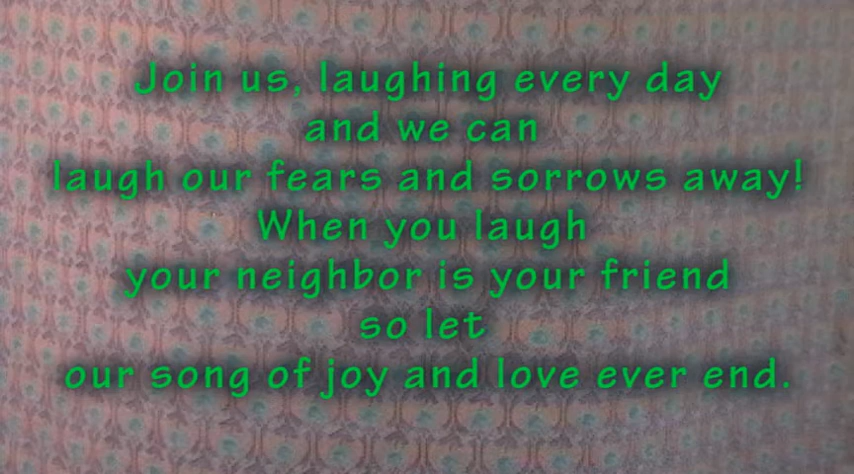 Join us, laughing every day
and we can
laugh our fears and sorrows away!
When you laugh
your neighbor is your friend
so let
our song of joy and love ever end.